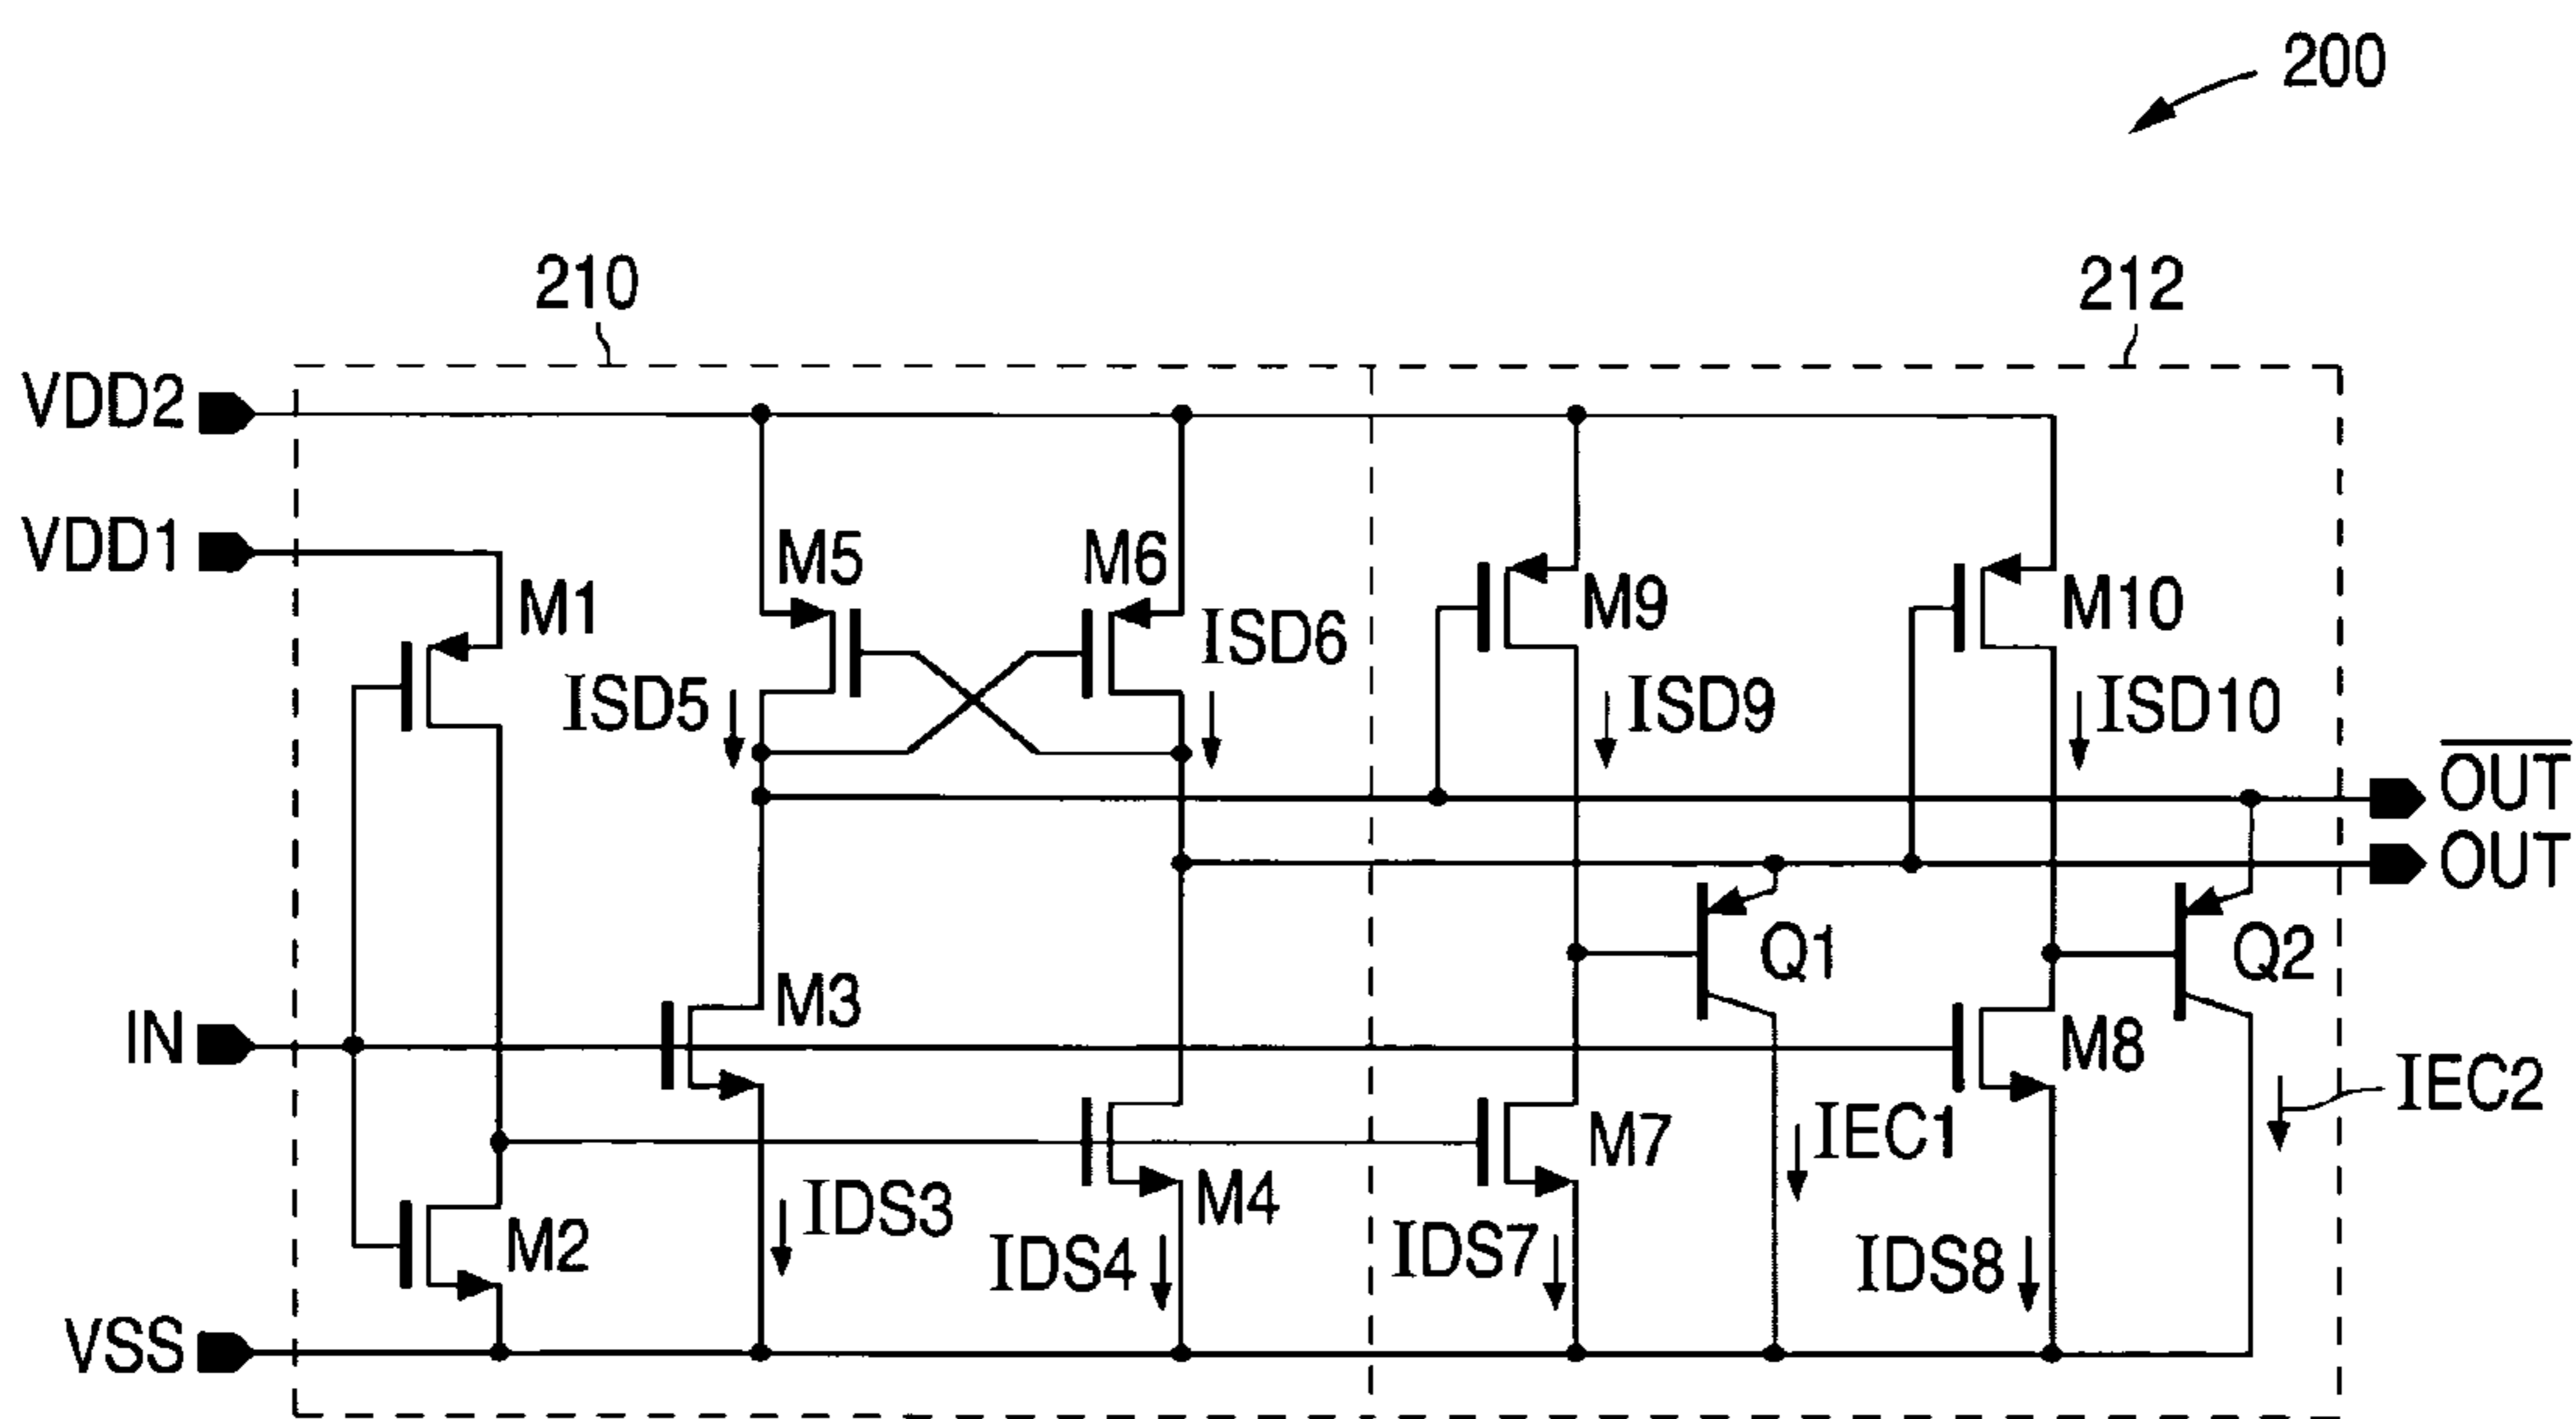 200
210
212
VDD2
VDD1
M1
M5
M6
M9
M10
ISD5
ISD6
ISD9
ISD10
OUT
OUT
IN
M3
Q1
M8
Q2
M7
IEC1
IEC2
M2
IDS3
M4
IDS4
IDS7
IDS8
VSS